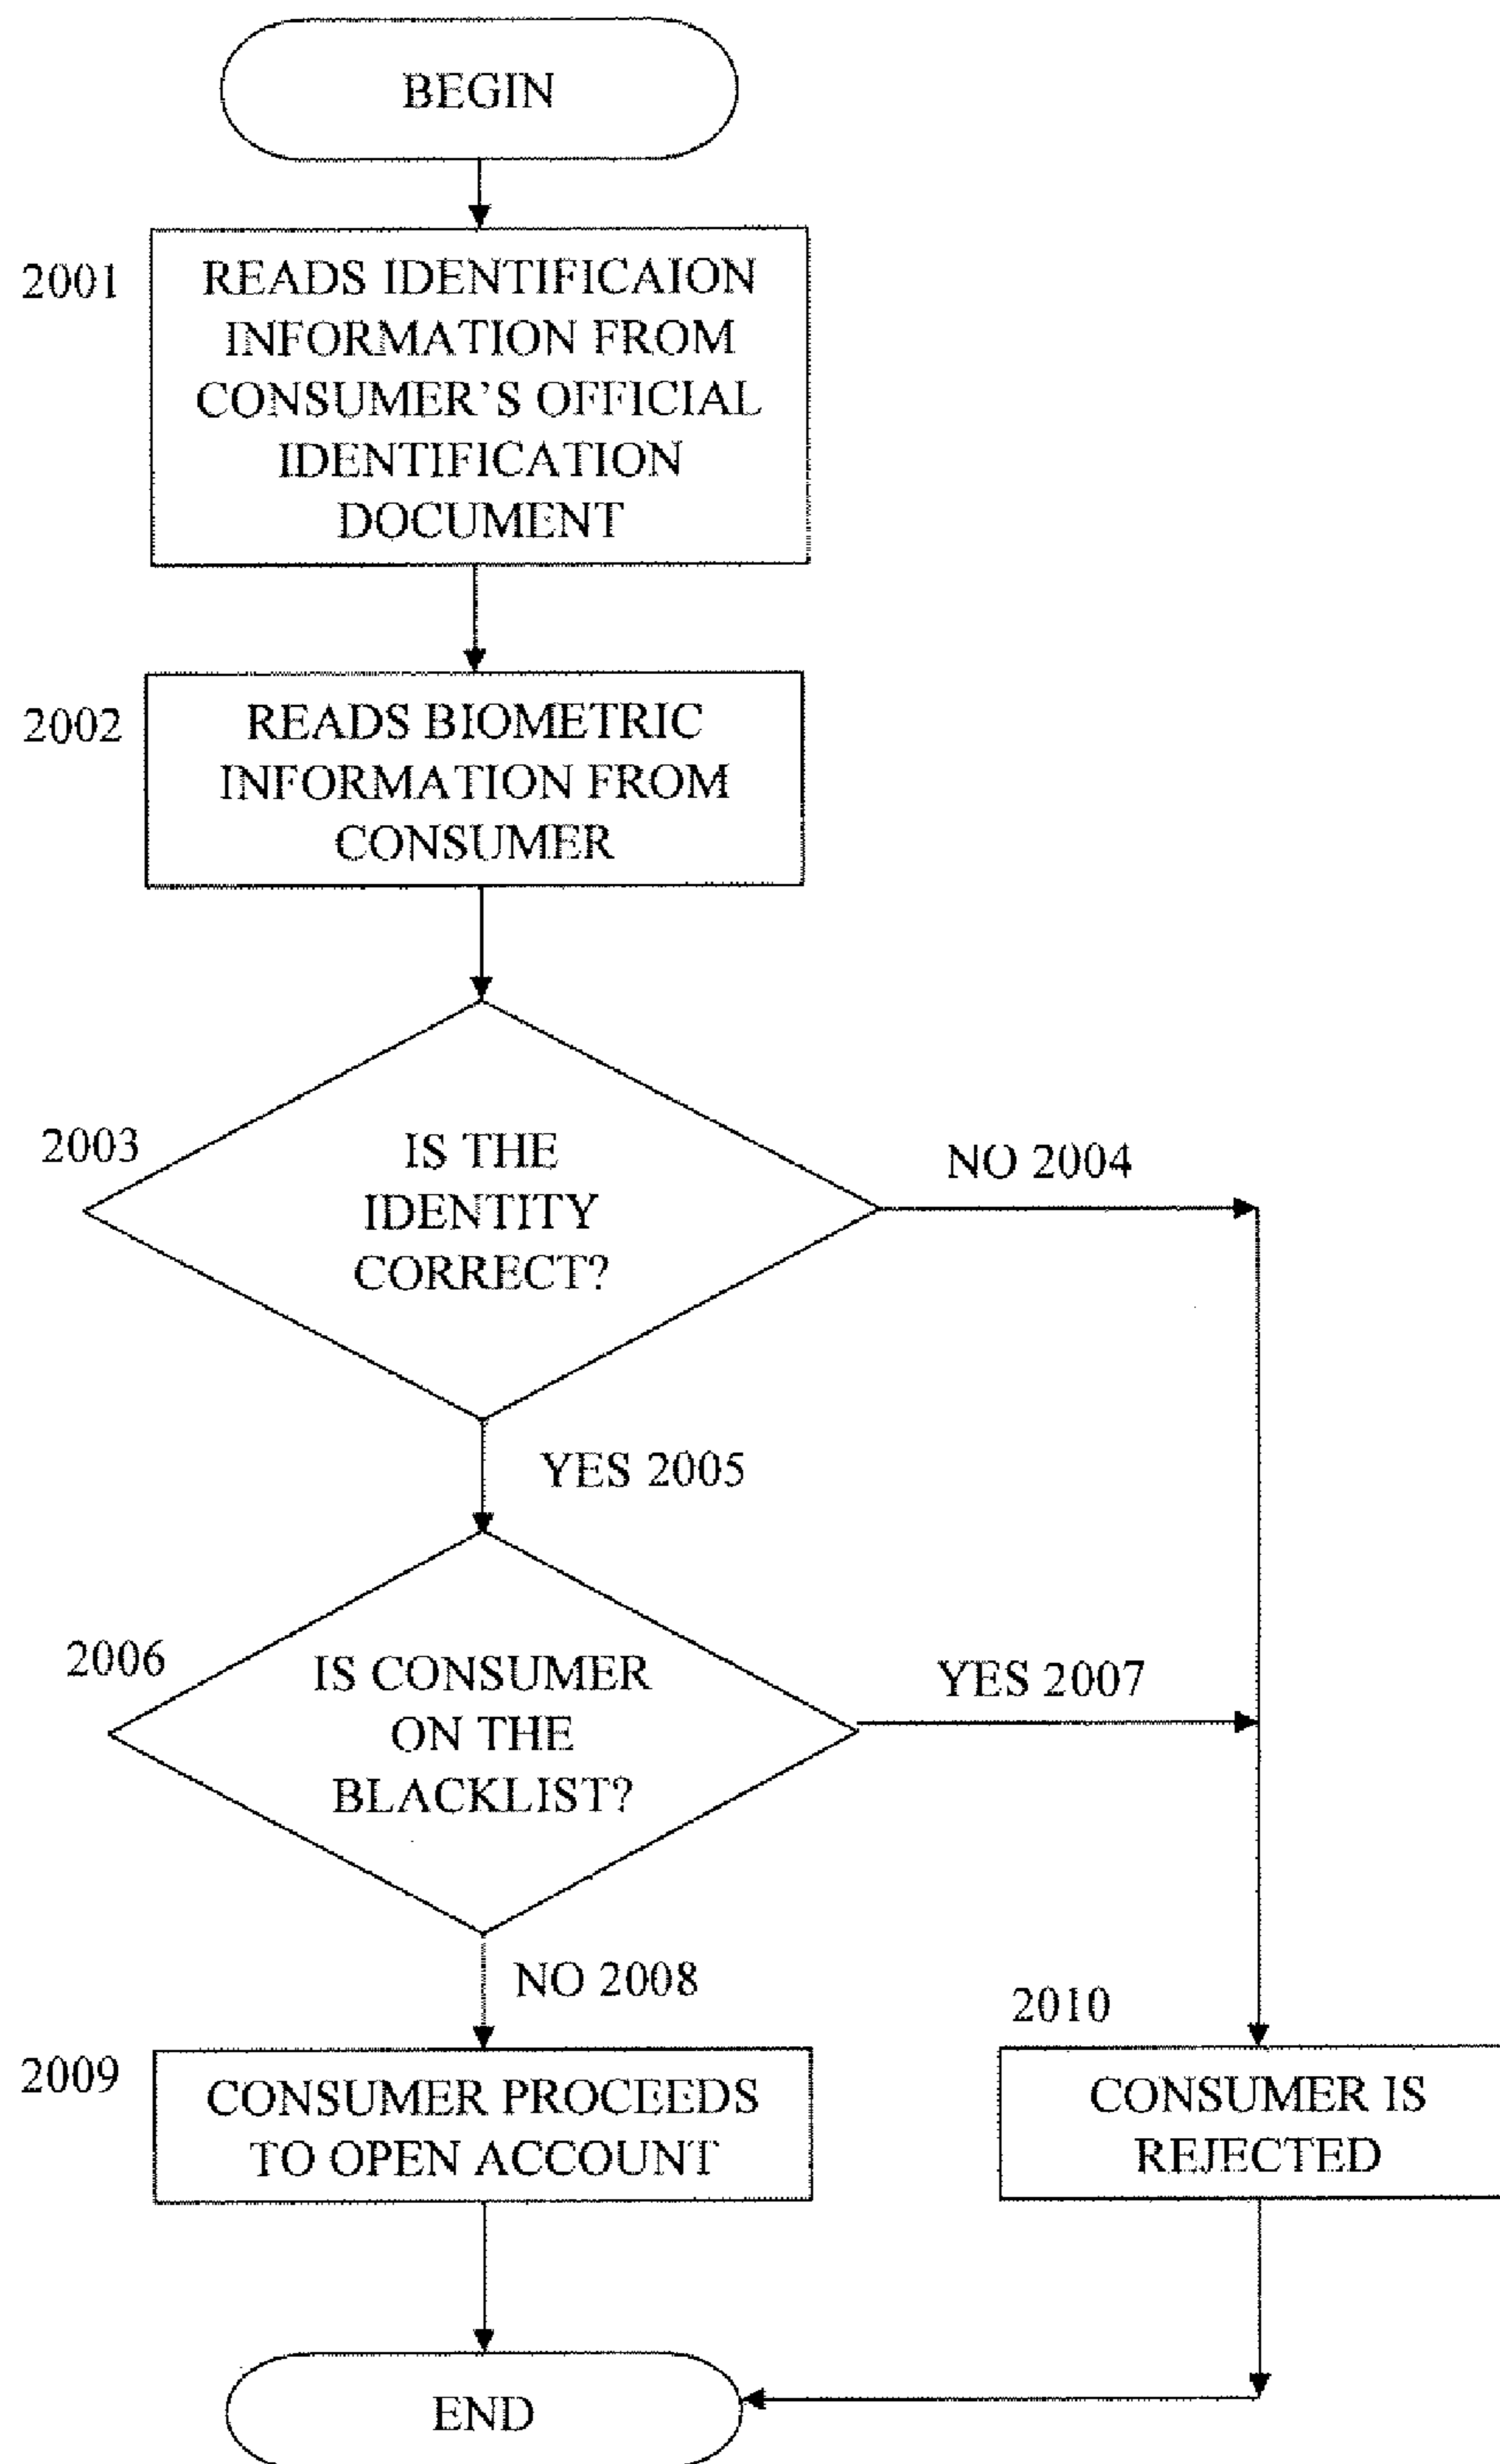 BEGIN
2001
READS IDENTIFICAION
INFORMATION FROM
CONSUMER'S OFFICIAL
IDENTIFICATION
DOCUMENT
2002
READS BIOMETRIC
INFORMATION FROM
CONSUMER
2003
IS THE
IDENTITY
CORRECT?
NO 2004
YES 2005
2006
IS CONSUMER
ON THE
BLACKLIST?
YES 2007
NO 2008
2009
CONSUMER PROCEEDS
TO OPEN ACCOUNT
2010
CONSUMER IS
REJECTED
END